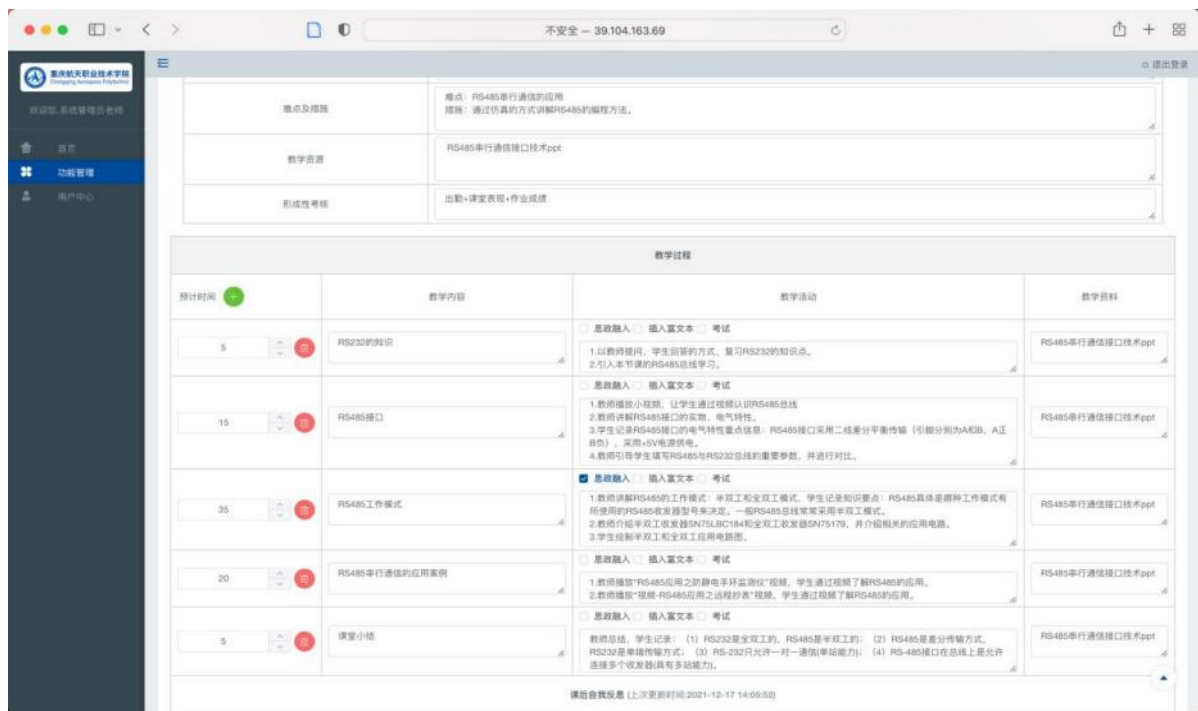 不安全 — 39.104.163.69
重庆航天职业技术学院
Chongqing Aerospace Polytechnic
退出登录
欢迎您,系统管理员老师
首页
功能管理
用户中心
难点及措施
难点：RS485串行通信的应用
措施：通过仿真的方式讲解RS485的编程方法。
教学资源
RS485串行通信接口技术ppt
形成性考核
出勤+课堂表现+作业成绩
教学过程
预计时间 教学内容 教学活动 教学资料
思政融入 插入富文本 考试
5 RS232的知识
1.以教师提问、学生回答的方式，复习RS232的知识点。
2.引入本节课的RS485总线学习。
RS485串行通信接口技术ppt
思政融入 插入富文本 考试
15 RS485接口
1.教师播放小视频，让学生通过视频认识RS485总线
2.教师讲解RS485接口的实物、电气特性。
3.学生记录RS485接口的电气特性重点信息：RS485接口采用二线差分平衡传输（引脚分别为A和B，A正
B负），采用+5V电源供电。
4.教师引导学生填写RS485与RS232总线的重要参数，并进行对比。
RS485串行通信接口技术ppt
思政融入 插入富文本 考试
35 RS485工作模式
1.教师讲解RS485的工作模式：半双工和全双工模式，学生记录知识要点：RS485具体是哪种工作模式有
所使用的RS485收发器型号来决定。一般RS485总线常常采用半双工模式。
2.教师介绍半双工收发器SN75LBC184和全双工收发器SN75179，并介绍相关的应用电路。
3.学生绘制半双工和全双工应用电路图。
RS485串行通信接口技术ppt
思政融入 插入富文本 考试
20 RS485串行通信的应用案例
1.教师播放“RS485应用之防静电手环监测仪”视频，学生通过视频了解RS485的应用。
2.教师播放“视频-RS485应用之远程抄表”视频，学生通过视频了解RS485的应用。
RS485串行通信接口技术ppt
思政融入 插入富文本 考试
5 课堂小结
教师总结，学生记录：（1）RS232是全双工的，RS485是半双工的；（2）RS485是差分传输方式，
RS232是单端传输方式；（3）RS-232只允许一对一通信(单站能力)；（4）RS-485接口在总线上是允许
连接多个收发器(具有多站能力)。
RS485串行通信接口技术ppt
课后自我反思 (上次更新时间:2021-12-17 14:05:52)